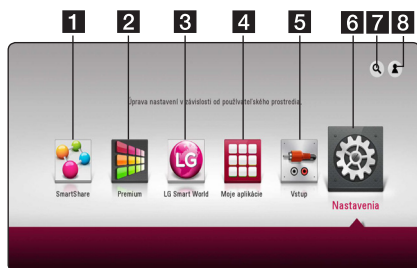 1 2 3 4 5 6 7 8
Úprava nastavení v závislosti od používateľského prostredia.
LG
SmartShare Premium LG Smart World Moje aplikácie Vstup
Nastavenia